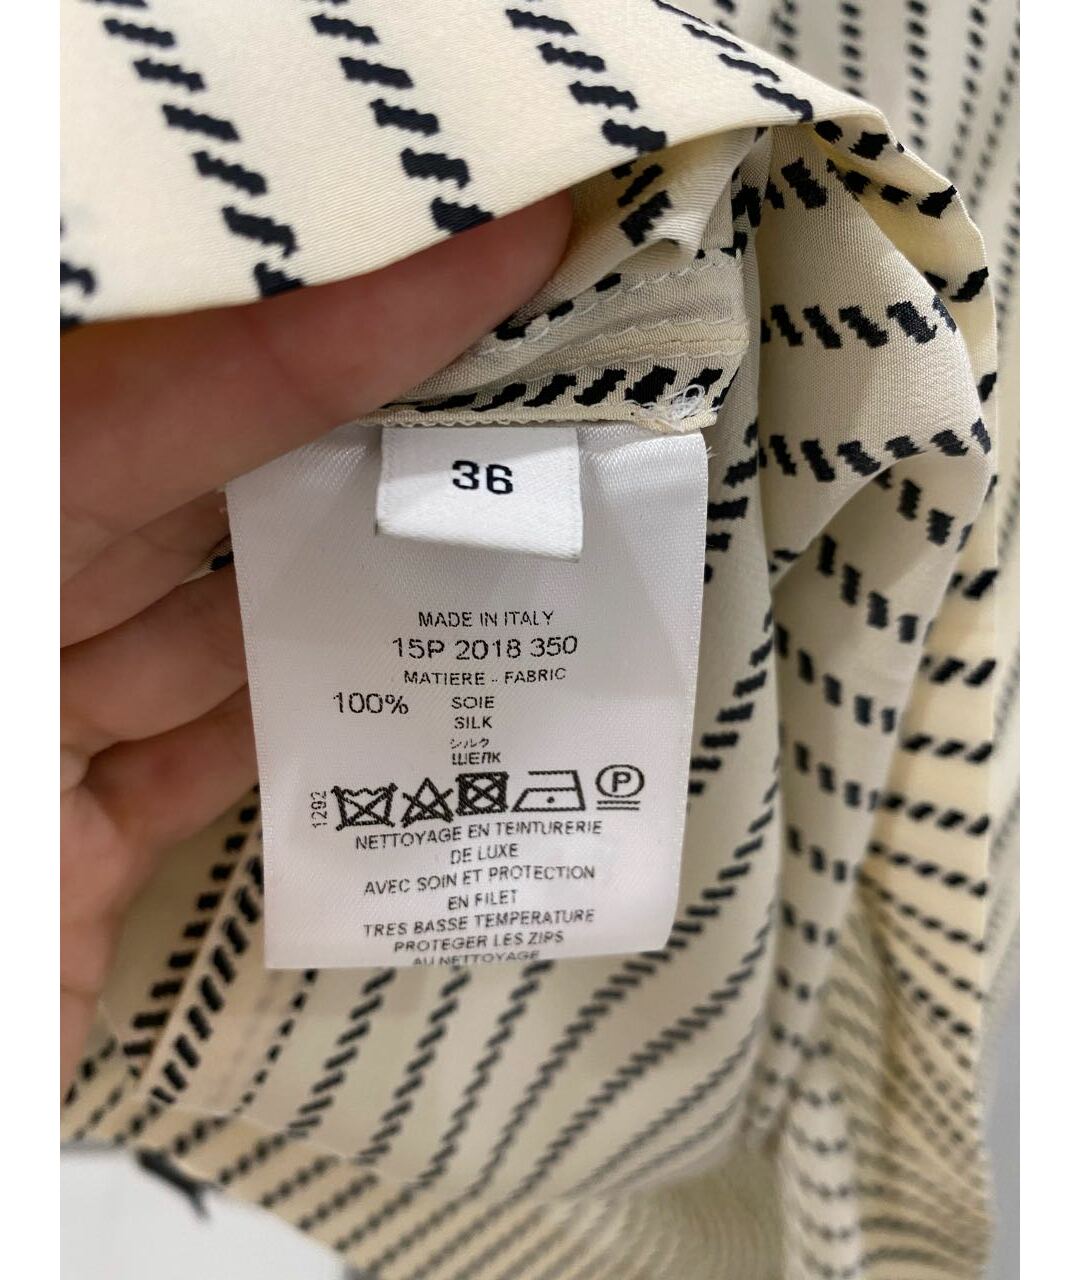 36
MADE IN ITALY
15P 2018 350
MATIERE - FABRIC
100% SOIE
SILK
シルク
ШЕЛК
1292
P
NETTOYAGE EN TEINTURERIE
DE LUXE
AVEC SOIN ET PROTECTION
EN FILET
TRES BASSE TEMPERATURE
PROTEGER LES ZIPS
AU NETTOYAGE